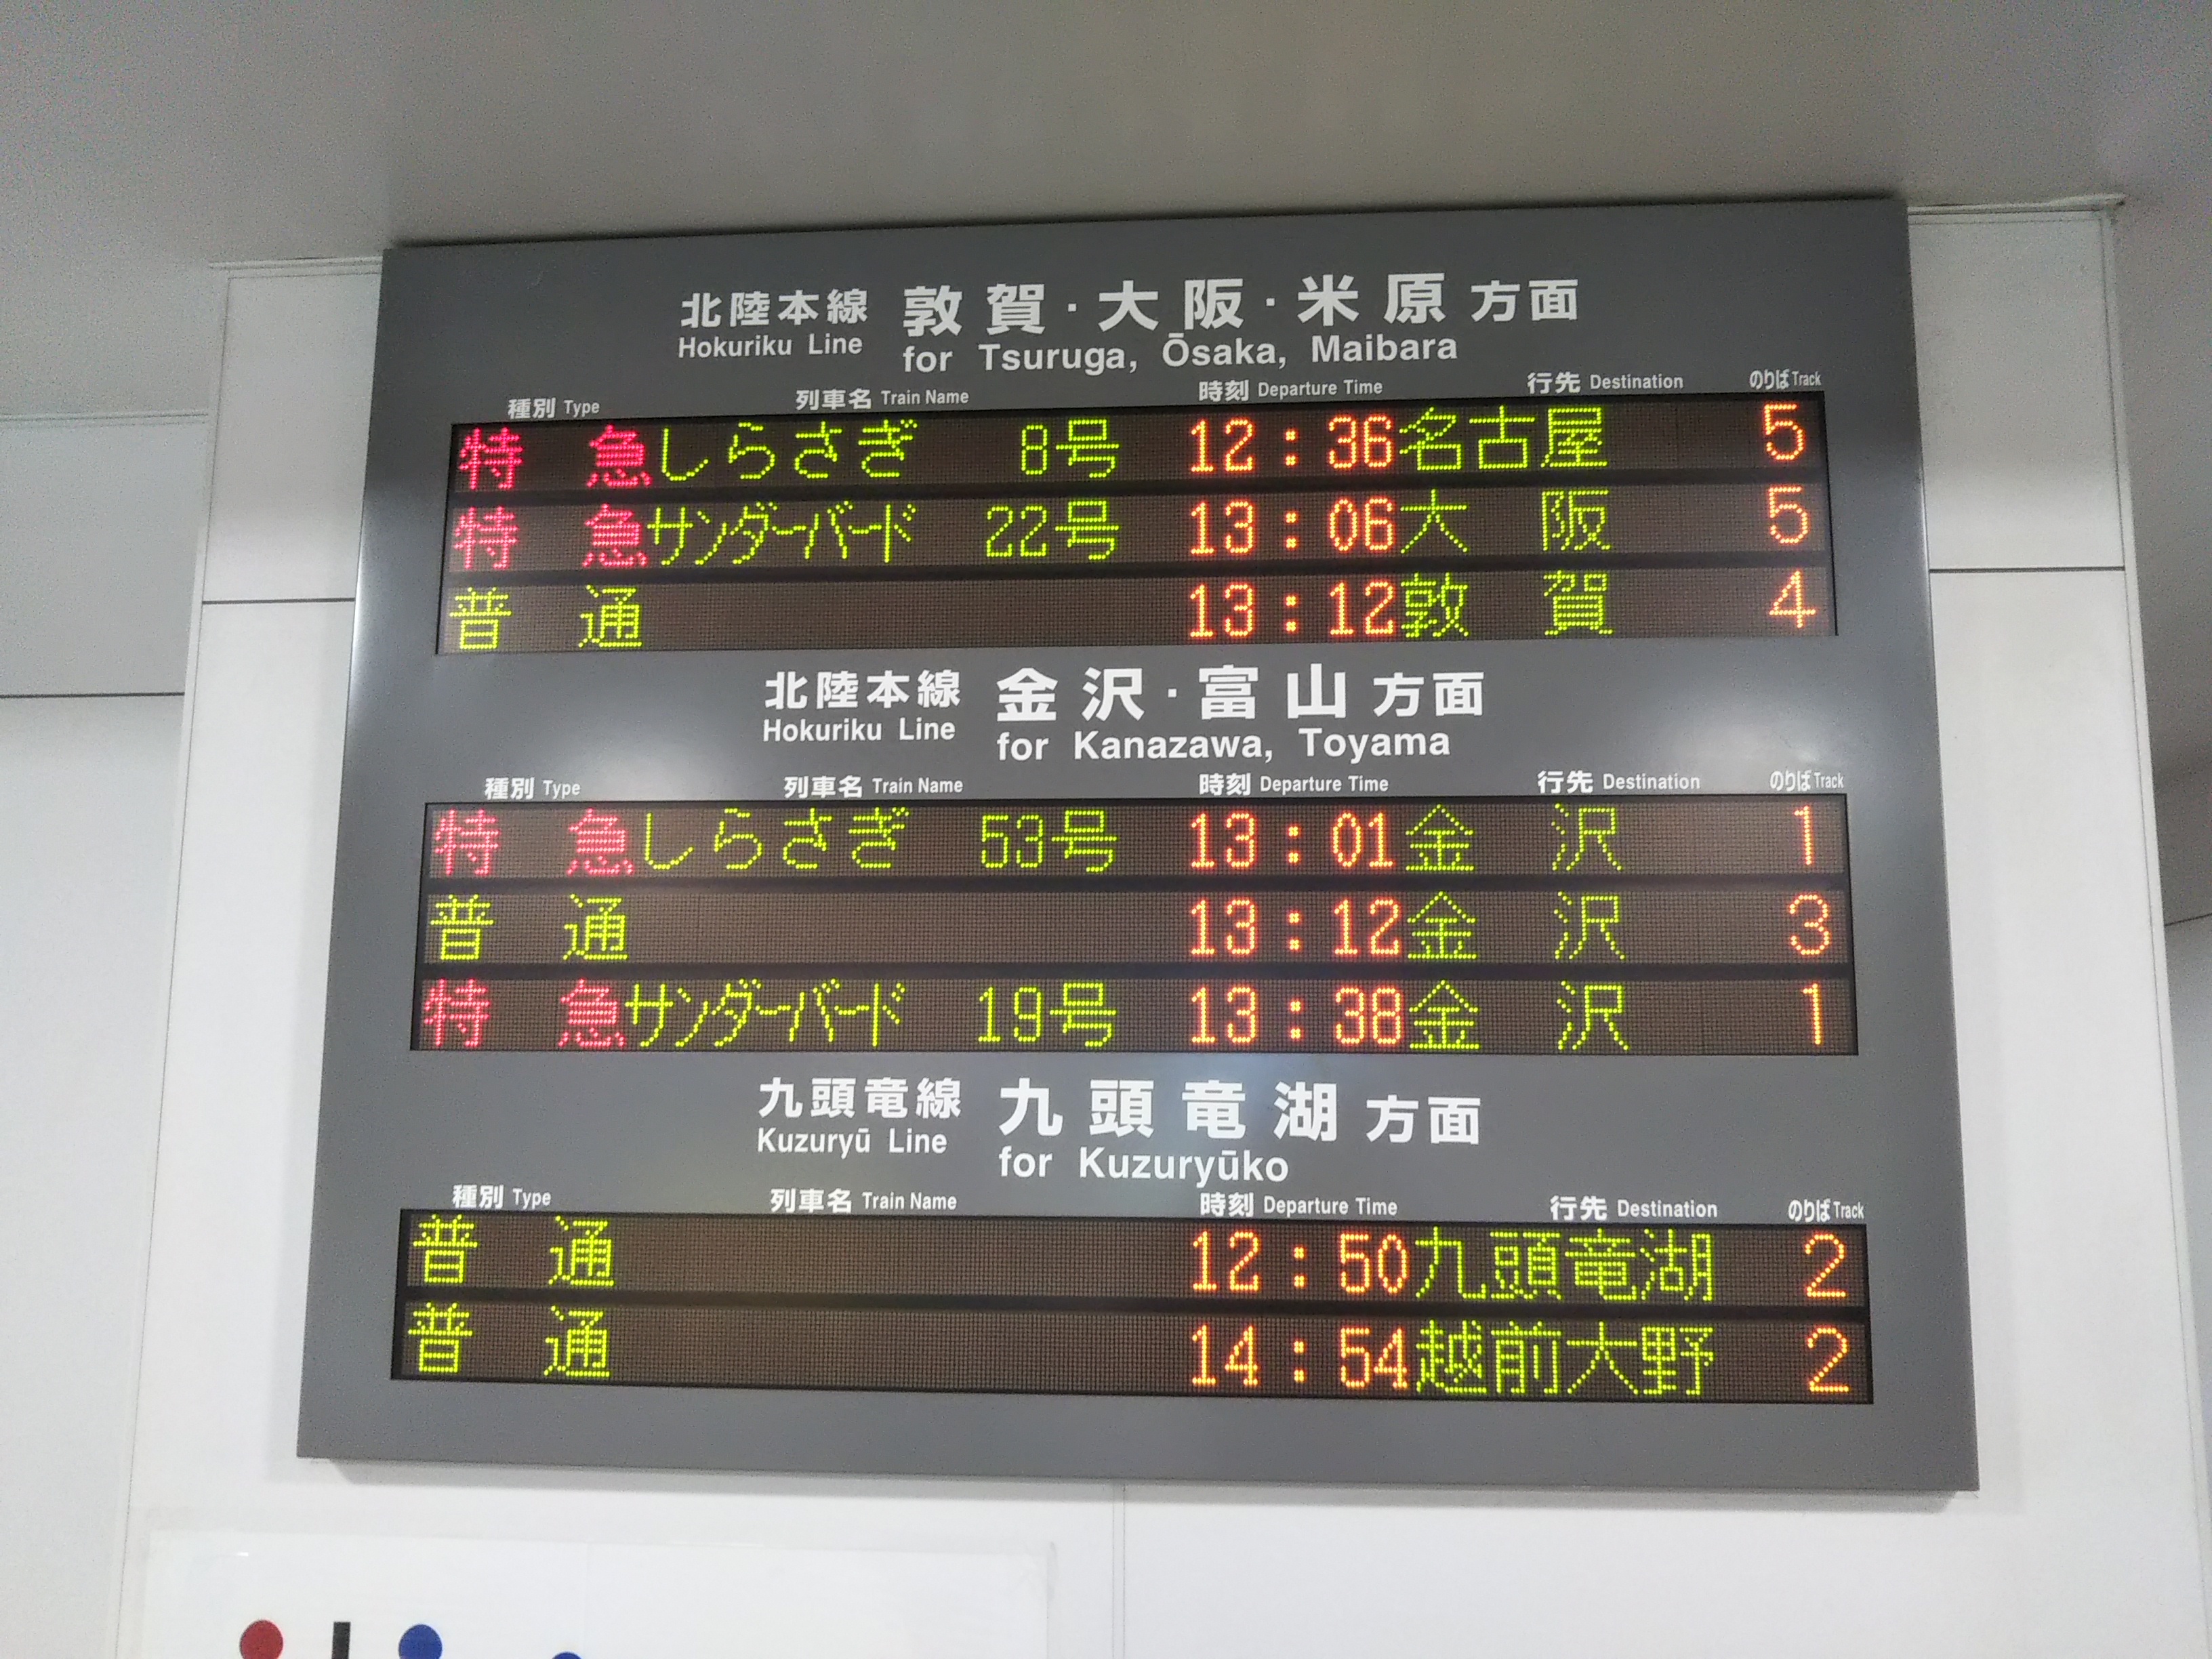 北陸本線 敦賀・大阪・米原方面
Hokuriku Line for Tsuruga, Ōsaka, Maibara
種別 Type 列車名 Train Name 時刻 Departure Time 行先 Destination のりば Track
特急 しらさぎ 8号 12:36 名古屋 5
特急 サンダーバード 22号 13:06 大阪 5
普通 13:12 敦賀 4
北陸本線 金沢・富山方面
Hokuriku Line for Kanazawa, Toyama
種別 Type 列車名 Train Name 時刻 Departure Time 行先 Destination のりば Track
特急 しらさぎ 53号 13:01 金沢 1
普通 13:12 金沢 3
特急 サンダーバード 19号 13:38 金沢 1
九頭竜線 九頭竜湖方面
Kuzuryū Line for Kuzuryūko
種別 Type 列車名 Train Name 時刻 Departure Time 行先 Destination のりば Track
普通 12:50 九頭竜湖 2
普通 14:54 越前大野 2